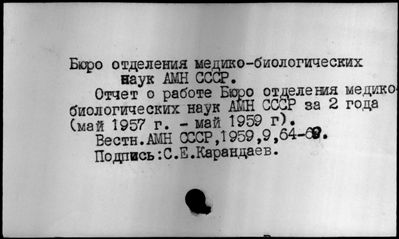 Бюро отделения медико-биологических
наук АМН СССР.
Отчет о работе Бюро отделения медико-
биологических наук АМН СССР за 2 года
(май 1957 г. - май 1959 г).
Вестн.АМН СССР,1959,9,64-
Подпись:С.Е.Карандаев.